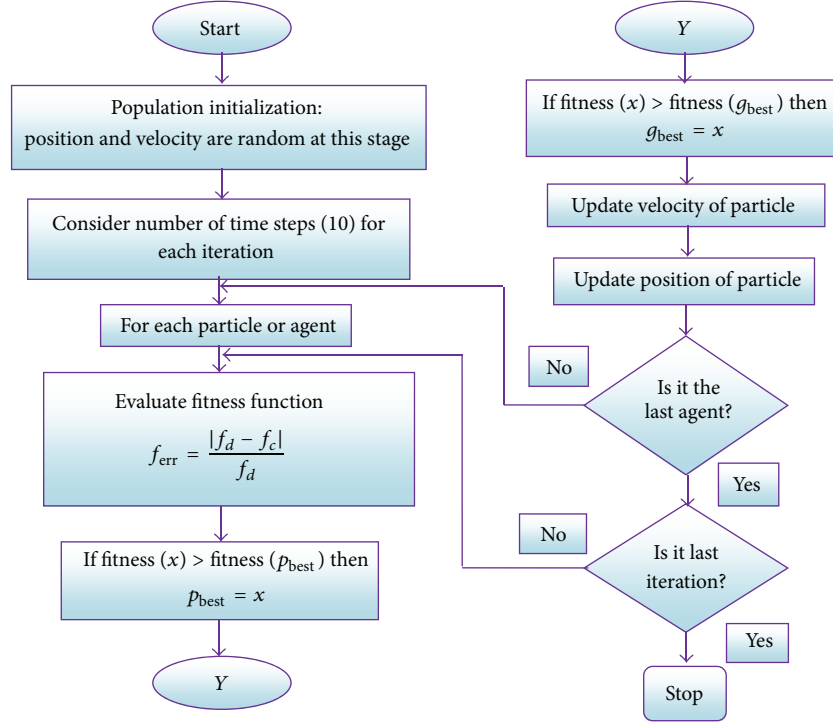 Start
Population initialization:
position and velocity are random at this stage
Consider number of time steps (10) for
each iteration
For each particle or agent
Evaluate fitness function
f_err = |f_d − f_c| / f_d
If fitness (x) > fitness (p_best) then
p_best = x
Y
Y
If fitness (x) > fitness (g_best) then
g_best = x
Update velocity of particle
Update position of particle
Is it the
last agent?
No
Yes
Is it last
iteration?
No
Yes
Stop